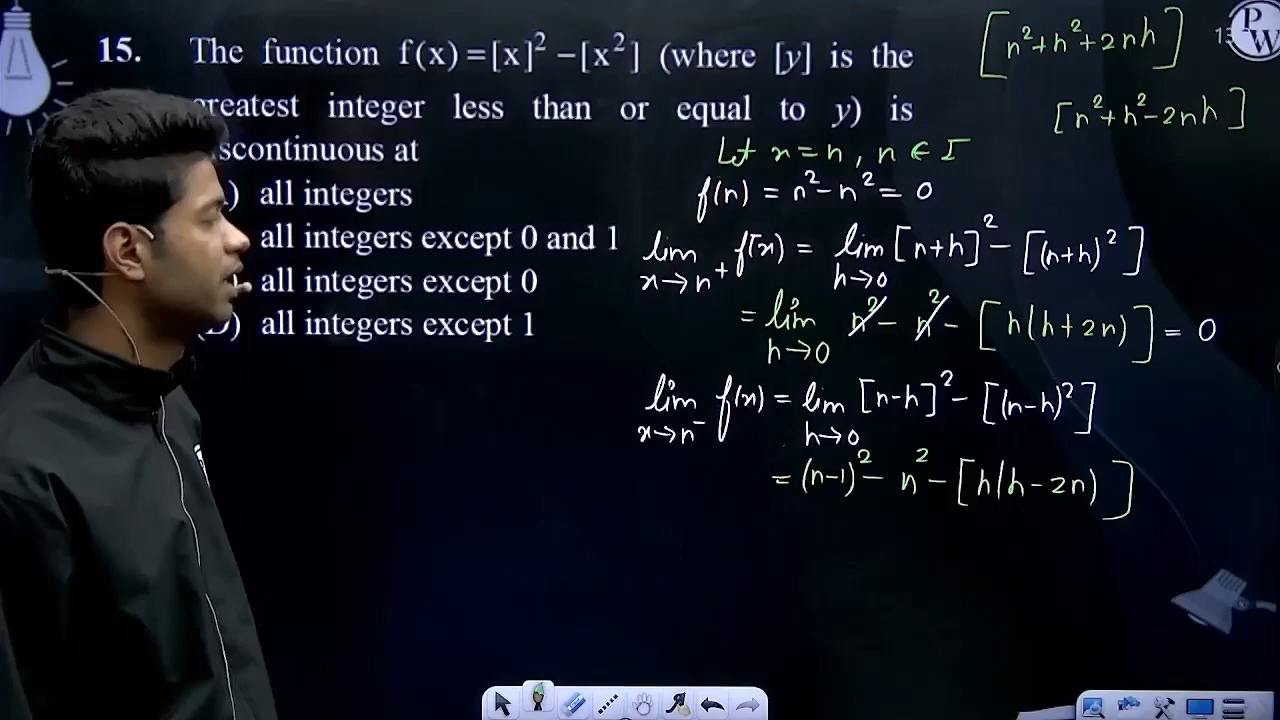 15. The function f(x)=[x]²−[x²] (where [y] is the
greatest integer less than or equal to y) is
scontinuous at
) all integers
all integers except 0 and 1
all integers except 0
(D) all integers except 1
[n²+h²+2nh]
PW
[n²+h²−2nh]
Let x=n, n∈I
f(n) = n²−n² = 0
lim x→n⁺ f(x) = lim h→0 [n+h]² − [(n+h)²]
= lim h→0 n² − n² − [h(h+2n)] = 0
lim x→n⁻ f(x) = lim h→0 [n−h]² − [(n−h)²]
= (n−1)² − n² − [h(h−2n)]